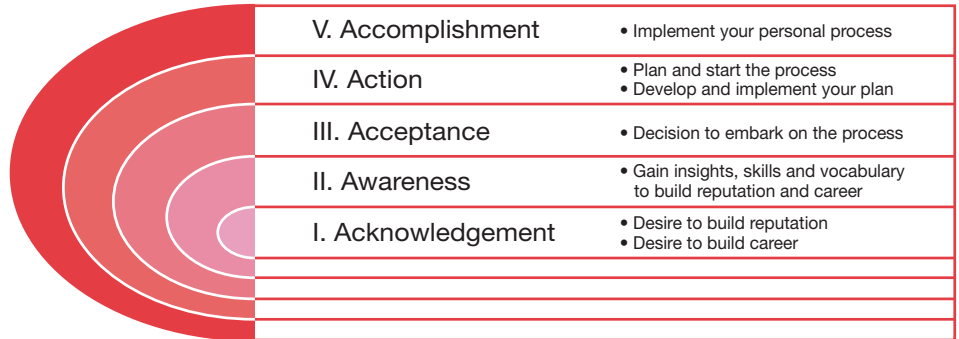 V. Accomplishment
• Implement your personal process
IV. Action
• Plan and start the process
• Develop and implement your plan
III. Acceptance
• Decision to embark on the process
II. Awareness
• Gain insights, skills and vocabulary
to build reputation and career
I. Acknowledgement
• Desire to build reputation
• Desire to build career